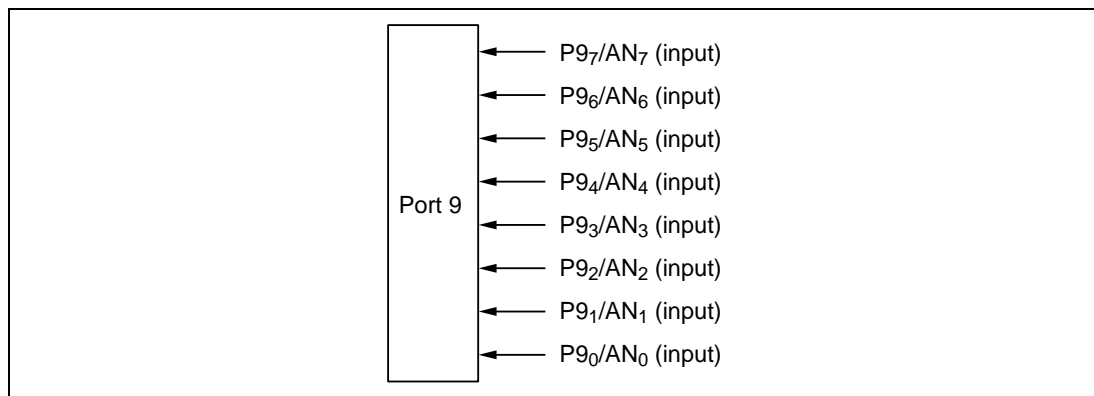 P9₇/AN₇ (input)
P9₆/AN₆ (input)
P9₅/AN₅ (input)
P9₄/AN₄ (input)
Port 9
P9₃/AN₃ (input)
P9₂/AN₂ (input)
P9₁/AN₁ (input)
P9₀/AN₀ (input)